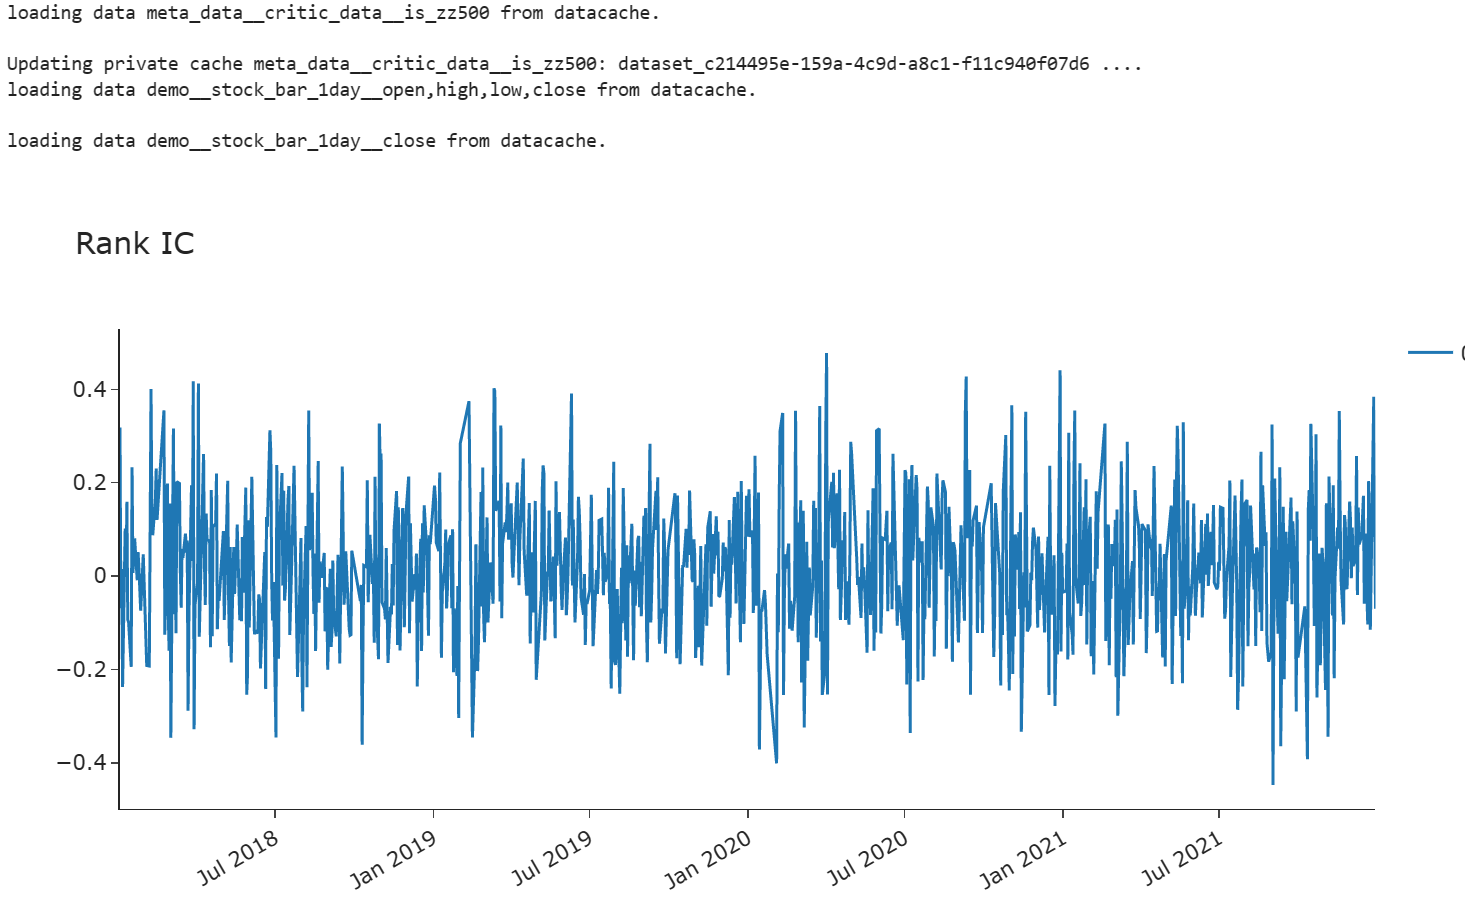 loading data meta_data__critic_data__is_zz500 from datacache.
Updating private cache meta_data__critic_data__is_zz500: dataset_c214495e-159a-4c9d-a8c1-f11c940f07d6 ....
loading data demo__stock_bar_1day__open,high,low,close from datacache.
loading data demo__stock_bar_1day__close from datacache.
Rank IC
0.4
0.2
0
−0.2
−0.4
Jul 2018
Jan 2019
Jul 2019
Jan 2020
Jul 2020
Jan 2021
Jul 2021